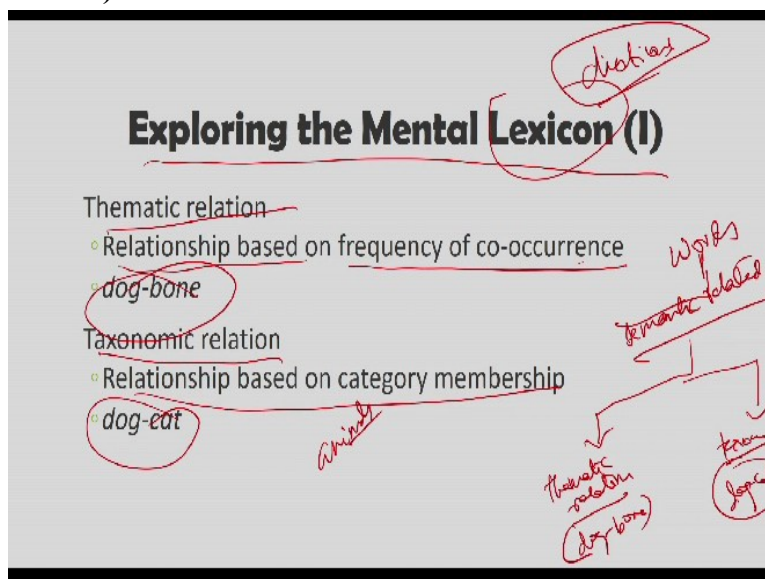 Exploring the Mental Lexicon (I)
Thematic relation
Relationship based on frequency of co-occurrence
dog-bone
Taxonomic relation
Relationship based on category membership
dog-cat
words
semantic related
thematic
relation
(dog-bone)